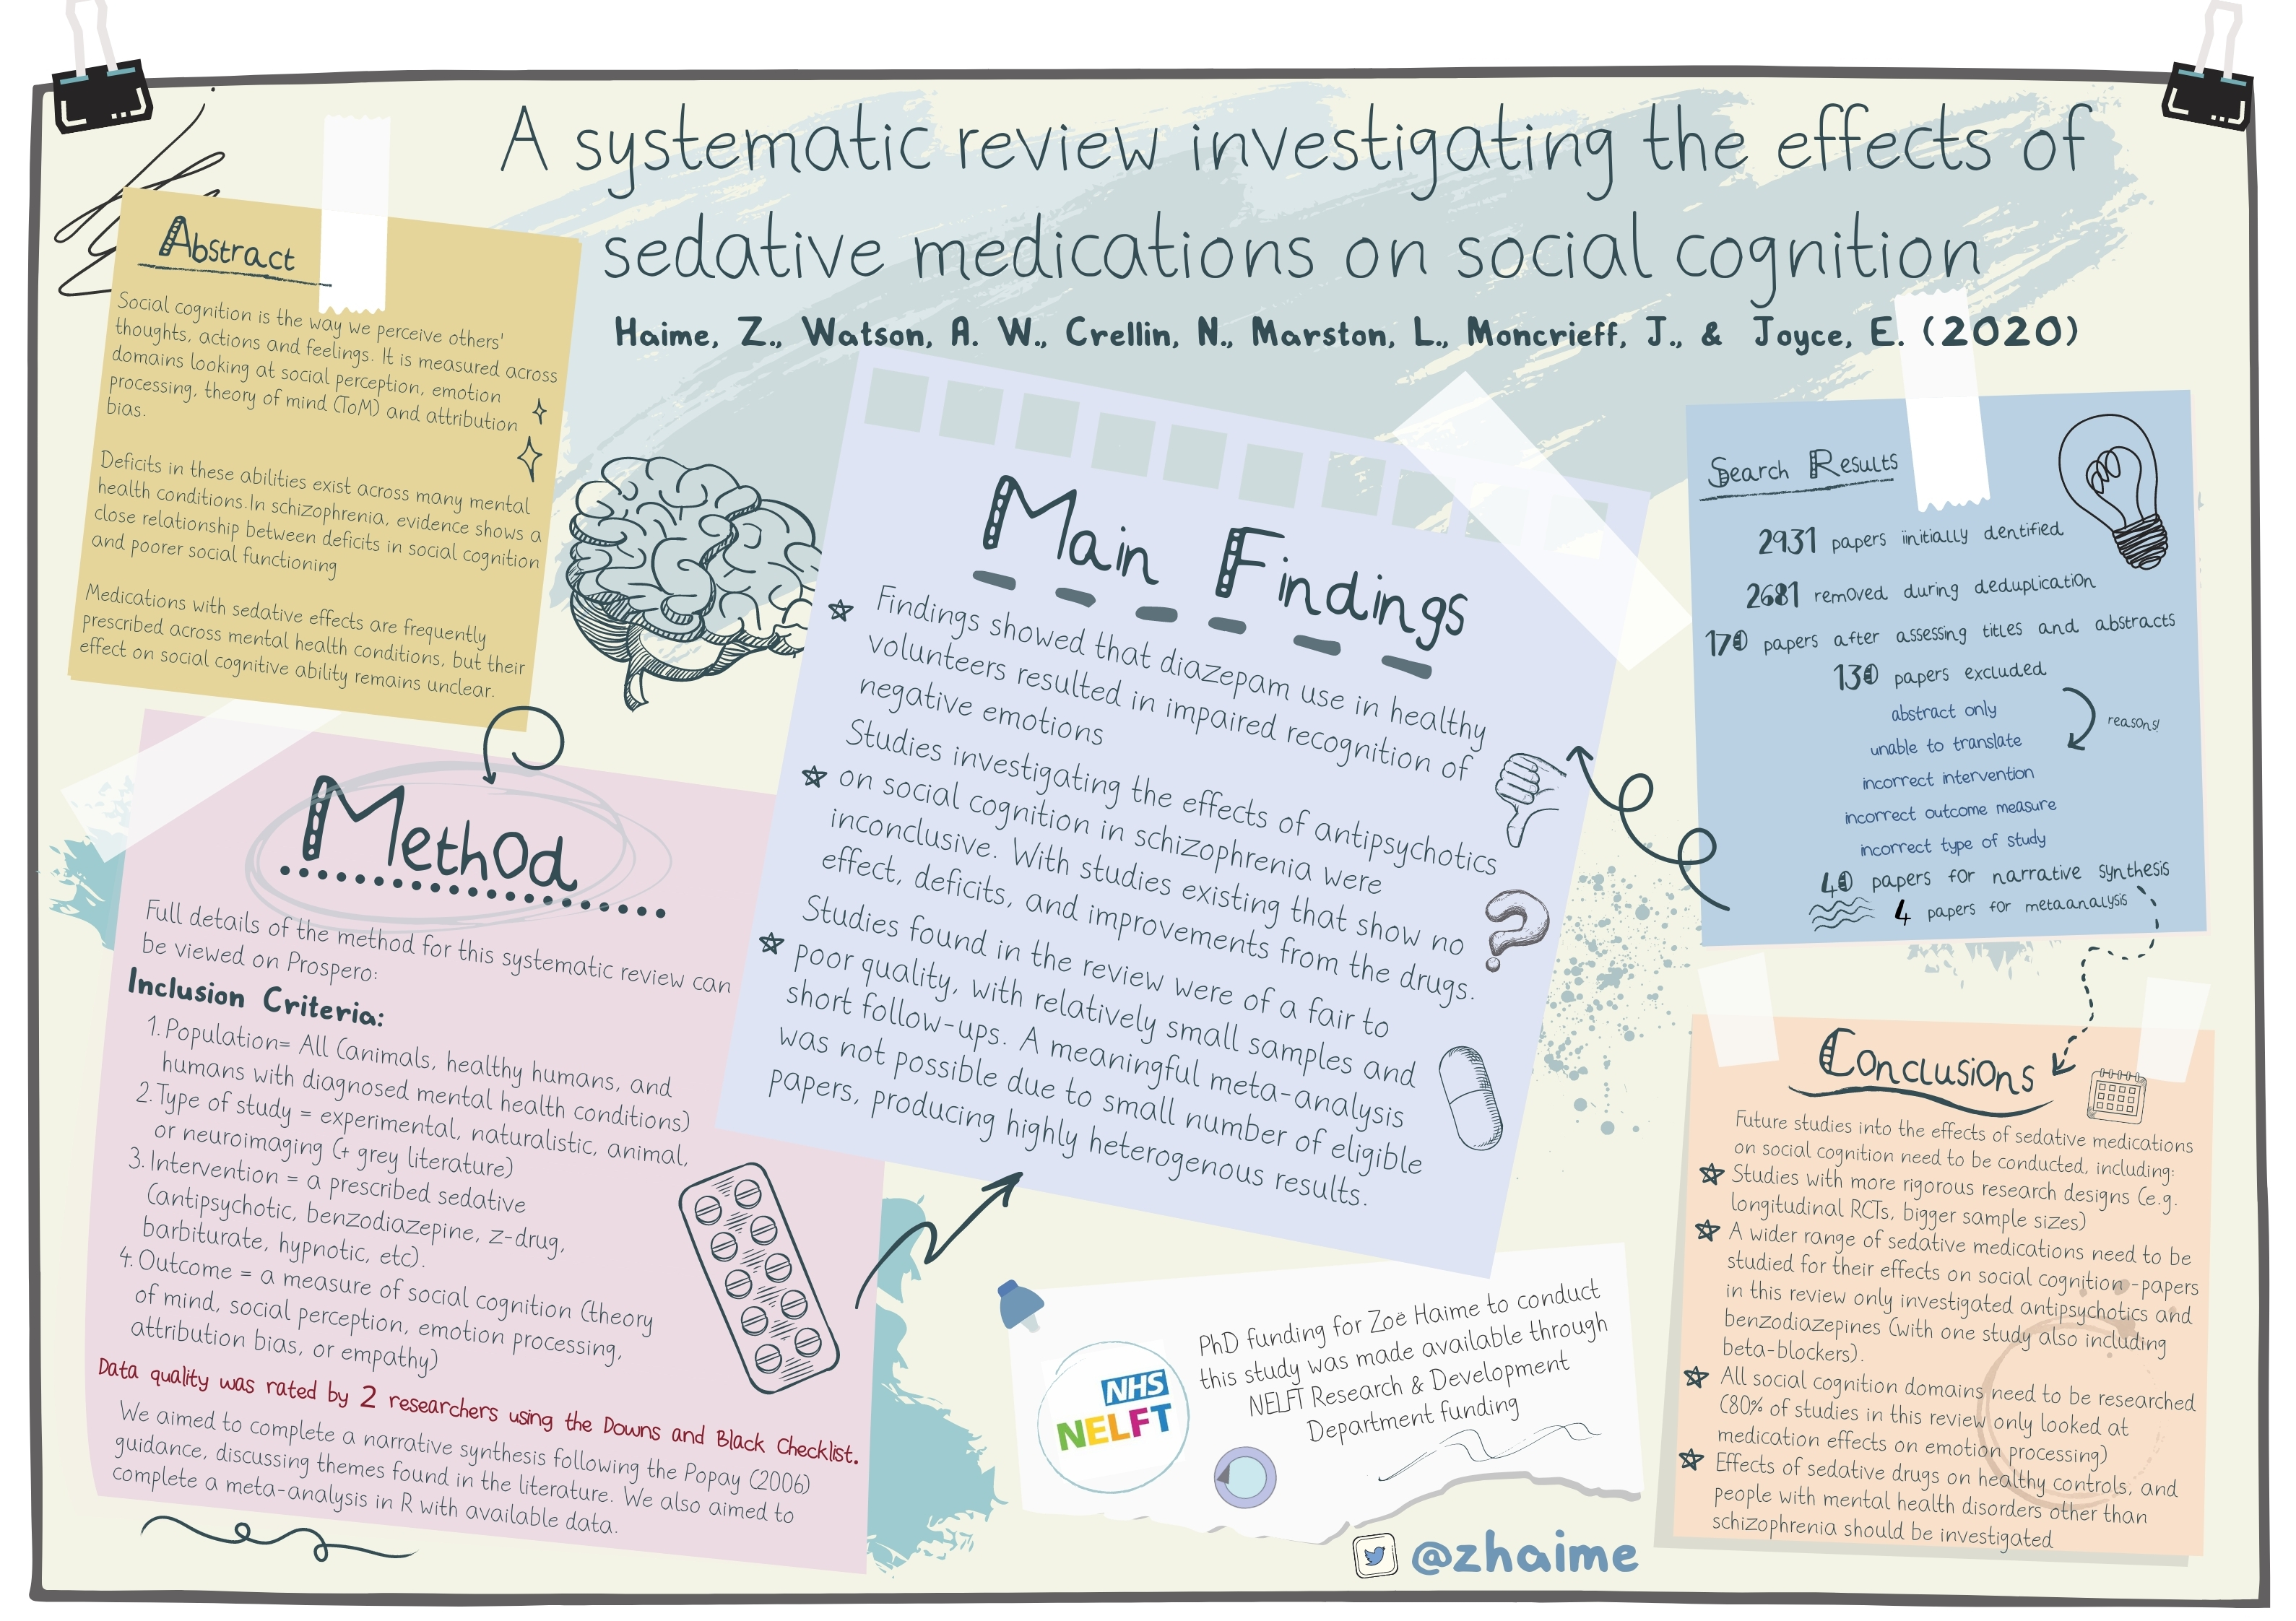 A systematic review investigating the effects of
sedative medications on social cognition
Haime, Z., Watson, A. W., Crellin, N., Marston, L., Moncrieff, J., & Joyce, E. (2020)
Abstract
Social cognition is the way we perceive others'
thoughts, actions and feelings. It is measured across
domains looking at social perception, emotion
processing, theory of mind (ToM) and attribution
bias.
Deficits in these abilities exist across many mental
health conditions.In schizophrenia, evidence shows a
close relationship between deficits in social cognition
and poorer social functioning
Medications with sedative effects are frequently
prescribed across mental health conditions, but their
effect on social cognitive ability remains unclear.
Method
Full details of the method for this systematic review can
be viewed on Prospero:
Inclusion Criteria:
1. Population= All (animals, healthy humans, and
humans with diagnosed mental health conditions)
2. Type of study = experimental, naturalistic, animal,
or neuroimaging (+ grey literature)
3. Intervention = a prescribed sedative
(antipsychotic, benzodiazepine, z-drug,
barbiturate, hypnotic, etc).
4. Outcome = a measure of social cognition (theory
of mind, social perception, emotion processing,
attribution bias, or empathy)
Data quality was rated by 2 researchers using the Downs and Black Checklist.
We aimed to complete a narrative synthesis following the Popay (2006)
guidance, discussing themes found in the literature. We also aimed to
complete a meta-analysis in R with available data.
Main Findings
Findings showed that diazepam use in healthy
volunteers resulted in impaired recognition of
negative emotions
Studies investigating the effects of antipsychotics
on social cognition in schizophrenia were
inconclusive. With studies existing that show no
effect, deficits, and improvements from the drugs.
Studies found in the review were of a fair to
poor quality, with relatively small samples and
short follow-ups. A meaningful meta-analysis
was not possible due to small number of eligible
papers, producing highly heterogenous results.
PhD funding for Zoë Haime to conduct
this study was made available through
NELFT Research & Development
Department funding
NHS
NELFT
@zhaime
Search Results
2931 papers iinitially dentified
2681 removed during deduplication
170 papers after assessing titles and abstracts
130 papers excluded
abstract only
reasons!
unable to translate
incorrect intervention
incorrect outcome measure
incorrect type of study
40 papers for narrative synthesis
4 papers for metaanalysis
Conclusions
Future studies into the effects of sedative medications
on social cognition need to be conducted, including:
Studies with more rigorous research designs (e.g.
longitudinal RCTs, bigger sample sizes)
A wider range of sedative medications need to be
studied for their effects on social cognition -papers
in this review only investigated antipsychotics and
benzodiazepines (with one study also including
beta-blockers).
All social cognition domains need to be researched
(80% of studies in this review only looked at
medication effects on emotion processing)
Effects of sedative drugs on healthy controls, and
people with mental health disorders other than
schizophrenia should be investigated